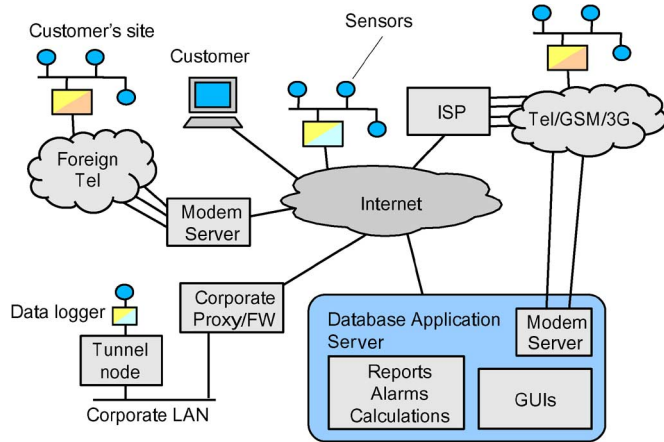 Customer's site
Customer
Sensors
ISP
Tel/GSM/3G
Foreign
Tel
Modem
Server
Internet
Data logger
Corporate
Proxy/FW
Tunnel
node
Corporate LAN
Database Application
Server
Modem
Server
Reports
Alarms
Calculations
GUIs